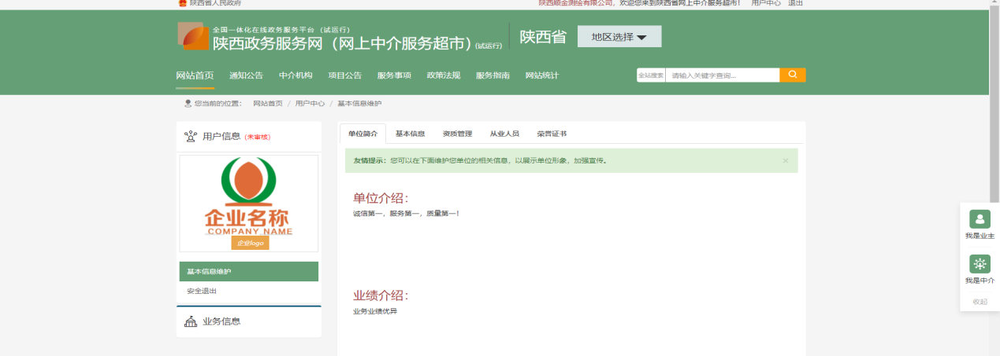 陕西省人民政府
陕西顺金测绘有限公司，欢迎您来到陕西省网上中介服务超市！ 用户中心 退出
全国一体化在线政务服务平台（试运行）
陕西政务服务网（网上中介服务超市）(试运行) 陕西省 地区选择
网站首页 通知公告 中介机构 项目公告 服务事项 政策法规 服务指南 网站统计 全站搜索 请输入关键字查询...
您当前的位置： 网站首页 / 用户中心 / 基本信息维护
用户信息 (未审核)
企业名称
COMPANY NAME
企业logo
基本信息维护
安全退出
业务信息
单位简介 基本信息 资质管理 从业人员 荣誉证书
友情提示：您可以在下面维护您单位的相关信息，以展示单位形象，加强宣传。 ×
单位介绍：
诚信第一，服务第一，质量第一！
业绩介绍：
业务业绩优异
我是业主
我是中介
收起